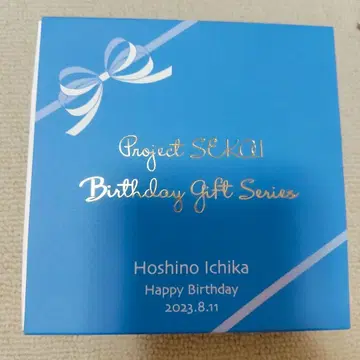 Project SEKAI
Birthday Gift Series
Hoshino Ichika
Happy Birthday
2023.8.11